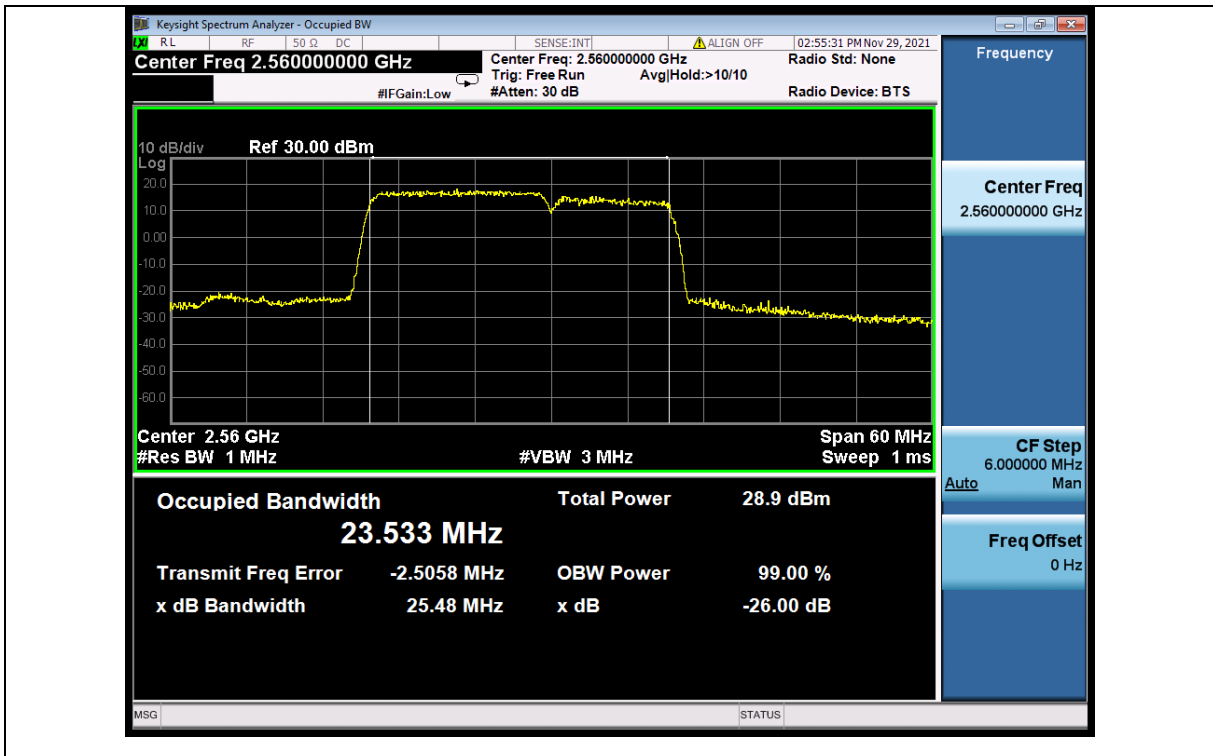 Keysight Spectrum Analyzer - Occupied BW
LXI RL RF 50 Ω DC SENSE:INT ALIGN OFF 02:55:31 PM Nov 29, 2021
Center Freq 2.560000000 GHz
Center Freq: 2.560000000 GHz
Radio Std: None
Trig: Free Run Avg|Hold:>10/10
#IFGain:Low
#Atten: 30 dB
Radio Device: BTS
Frequency
10 dB/div Ref 30.00 dBm
Log
20.0
10.0
0.00
-10.0
-20.0
-30.0
-40.0
-50.0
-60.0
Center 2.56 GHz Span 60 MHz
#Res BW 1 MHz #VBW 3 MHz Sweep 1 ms
Center Freq
2.560000000 GHz
CF Step
6.000000 MHz
Auto Man
Freq Offset
0 Hz
Occupied Bandwidth Total Power 28.9 dBm
23.533 MHz
Transmit Freq Error -2.5058 MHz OBW Power 99.00 %
x dB Bandwidth 25.48 MHz x dB -26.00 dB
MSG STATUS